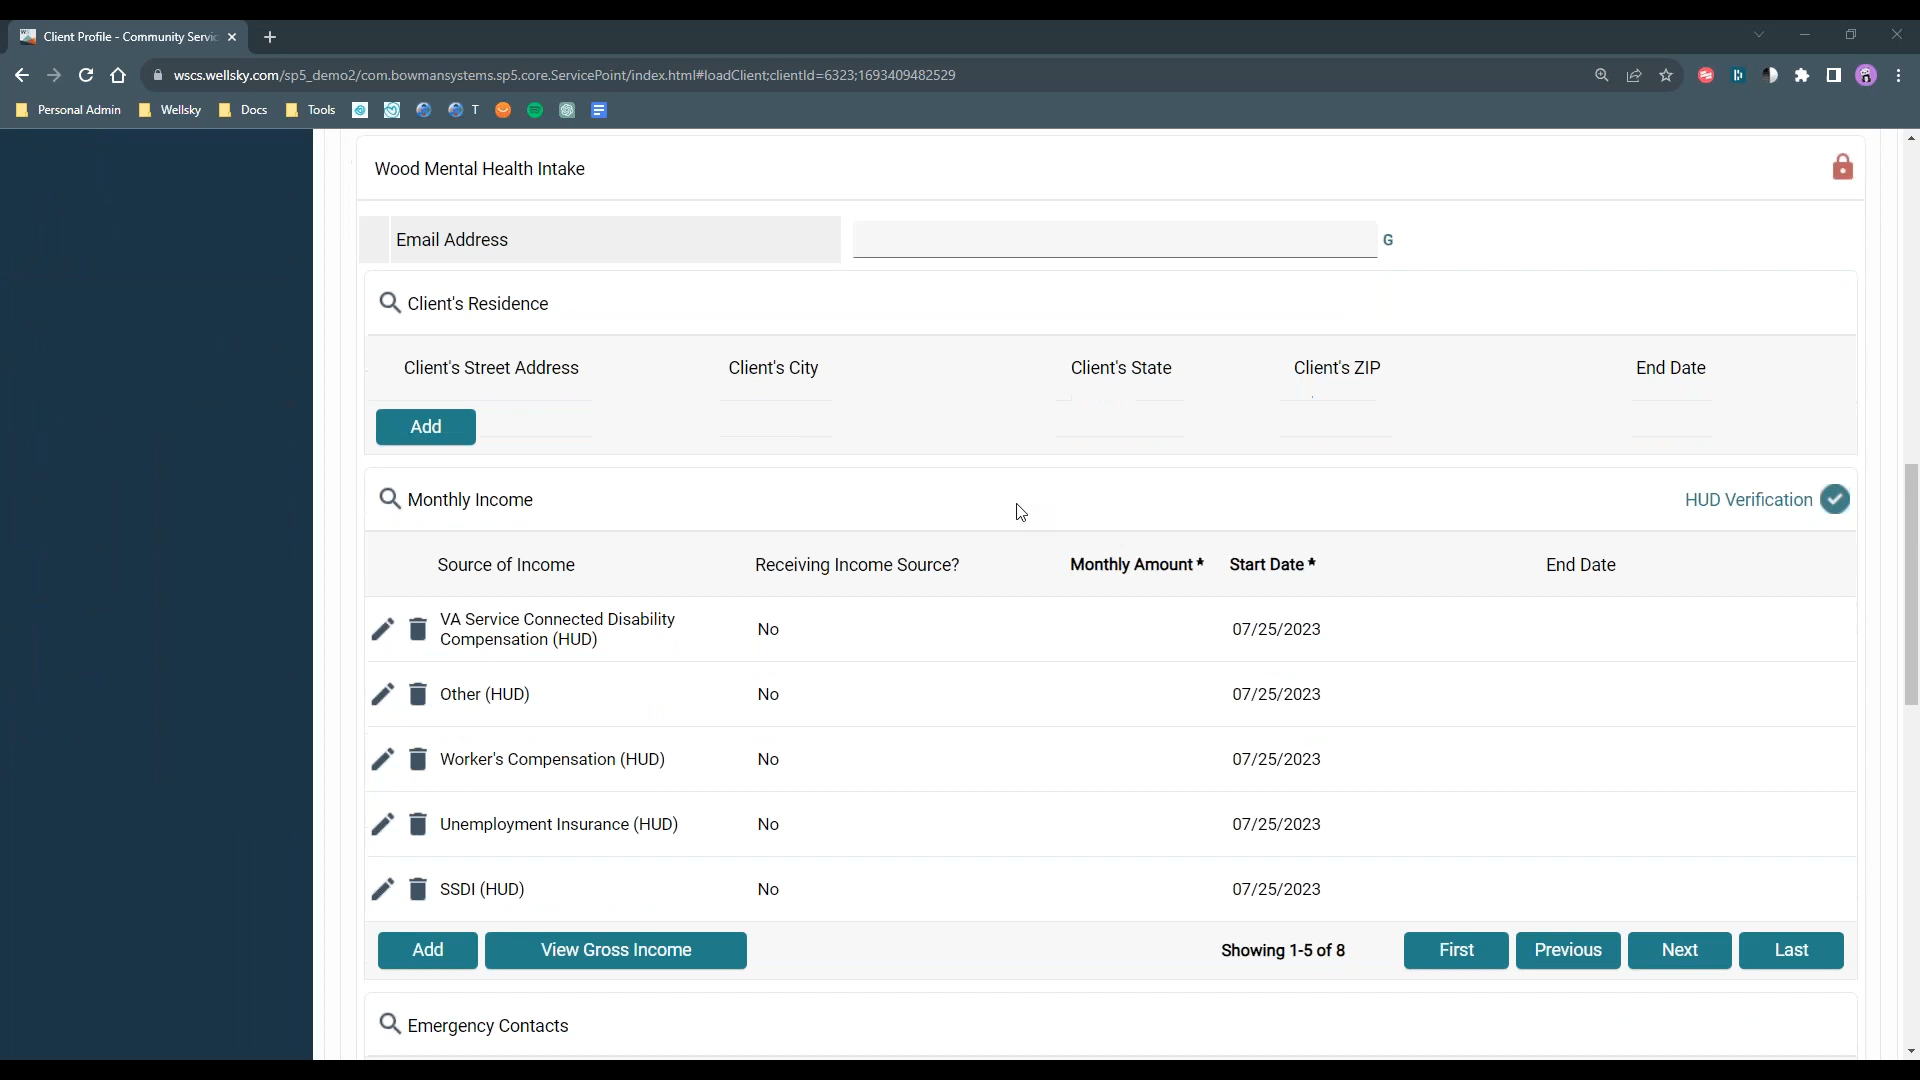 Client Profile - Community Servic
wscs.wellsky.com/sp5_demo2/com.bowmansystems.sp5.core.ServicePoint/index.html#loadClient;clientId=6323;1693409482529
Personal Admin Wellsky Docs Tools T
Wood Mental Health Intake
Email Address G
Client's Residence
Client's Street Address Client's City Client's State Client's ZIP End Date
Add
Monthly Income HUD Verification
Source of Income Receiving Income Source? Monthly Amount * Start Date * End Date
VA Service Connected Disability
Compensation (HUD) No 07/25/2023
Other (HUD) No 07/25/2023
Worker's Compensation (HUD) No 07/25/2023
Unemployment Insurance (HUD) No 07/25/2023
SSDI (HUD) No 07/25/2023
Add View Gross Income Showing 1-5 of 8 First Previous Next Last
Emergency Contacts